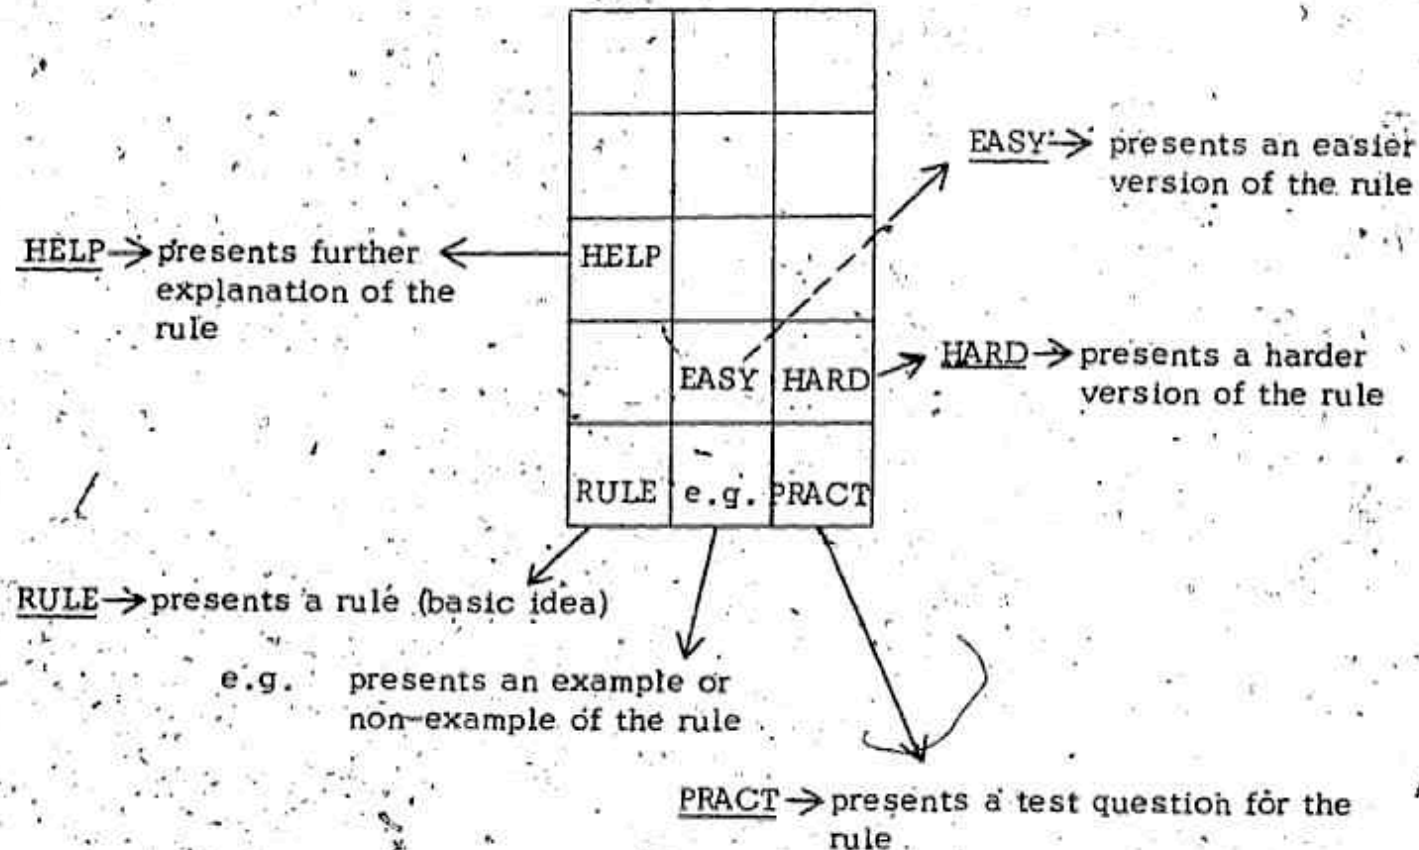 EASY→ presents an easier
version of the rule
HELP→presents further
explanation of the
rule
HELP
HARD→ presents a harder
version of the rule
EASY HARD
RULE e.g. PRACT
RULE→presents a rule (basic idea)
e.g. presents an example or
non-example of the rule
PRACT→presents a test question for the
rule.